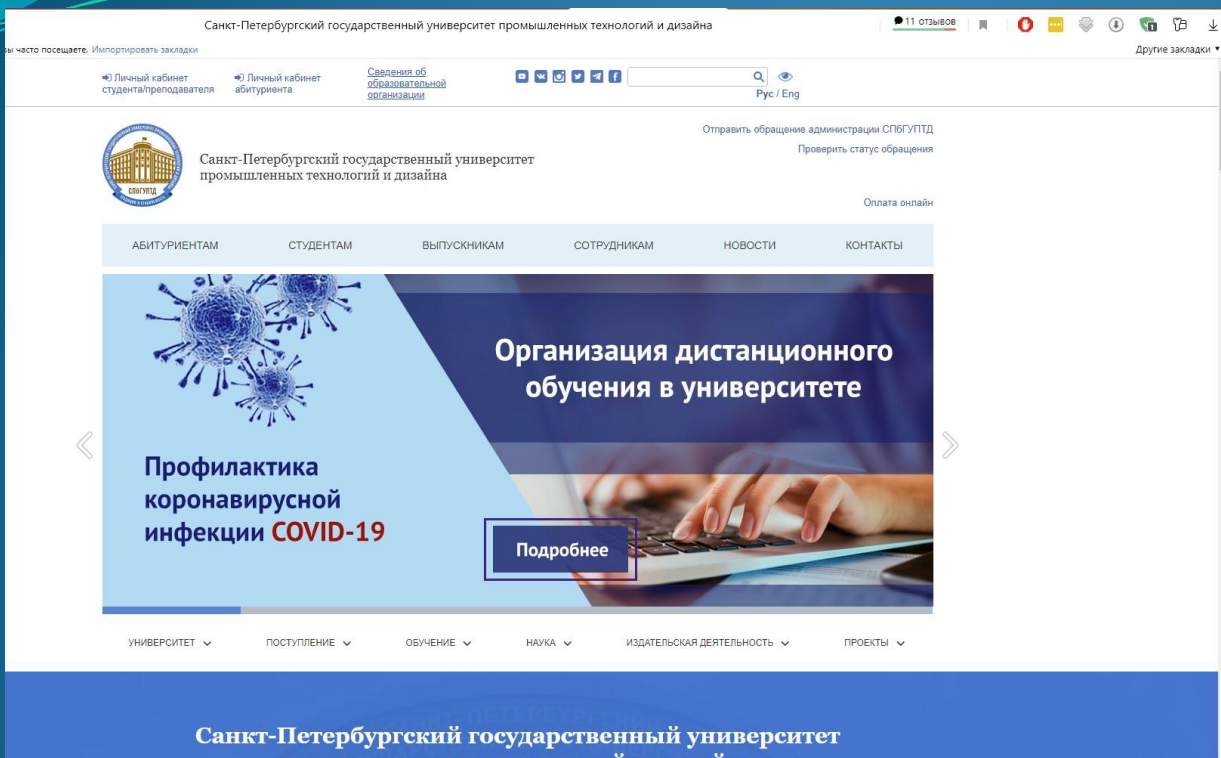 Санкт-Петербургский государственный университет промышленных технологий и дизайна
11 отзывов
вы часто посещаете. Импортировать закладки
Другие закладки
Личный кабинет студента/преподавателя
Личный кабинет абитуриента
Сведения об образовательной организации
Рус / Eng
Отправить обращение администрации СПбГУПТД
Проверить статус обращения
СПбГУПТД
Санкт-Петербургский государственный университет
промышленных технологий и дизайна
Оплата онлайн
АБИТУРИЕНТАМ СТУДЕНТАМ ВЫПУСКНИКАМ СОТРУДНИКАМ НОВОСТИ КОНТАКТЫ
Организация дистанционного
обучения в университете
Профилактика
коронавирусной
инфекции COVID-19
Подробнее
УНИВЕРСИТЕТ ПОСТУПЛЕНИЕ ОБУЧЕНИЕ НАУКА ИЗДАТЕЛЬСКАЯ ДЕЯТЕЛЬНОСТЬ ПРОЕКТЫ
Санкт-Петербургский государственный университет